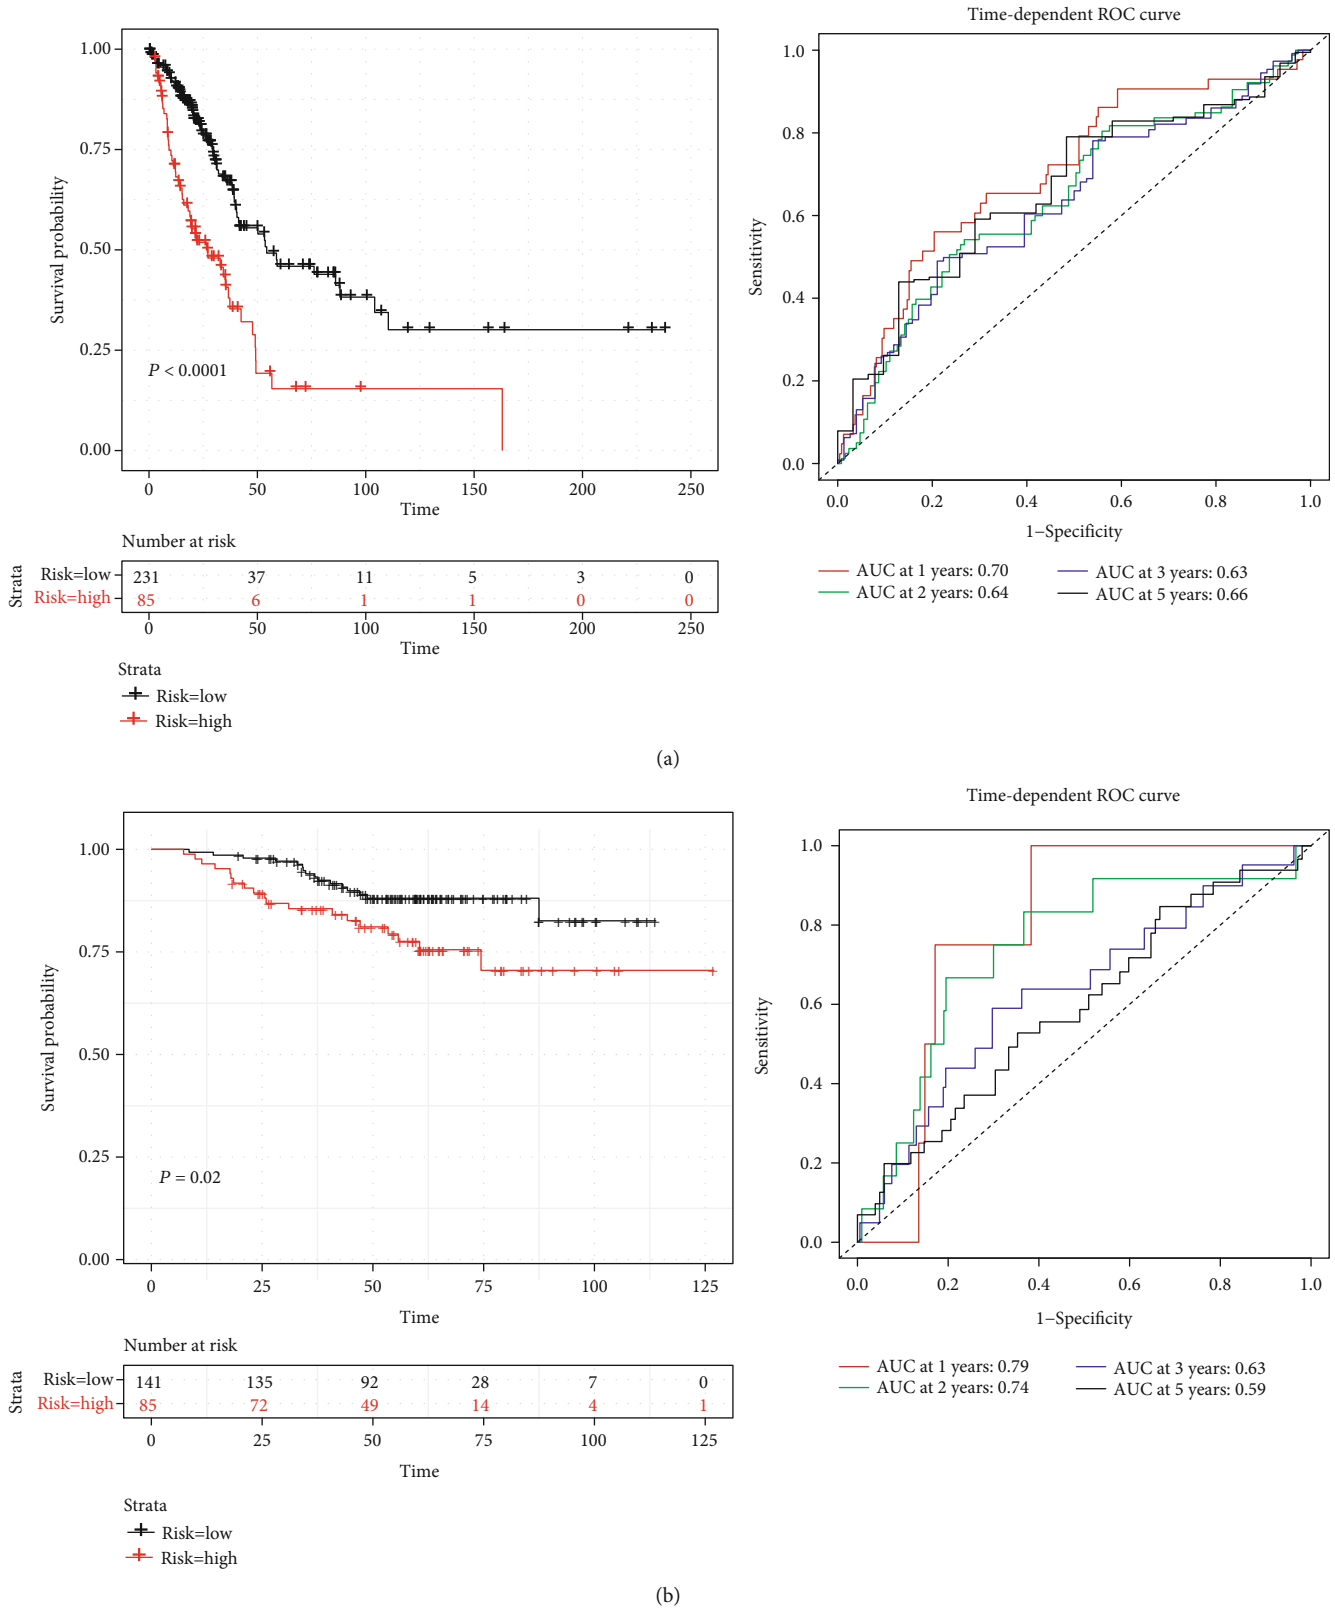 1.00
0.75
0.50
0.25
0.00
Survival probability
P < 0.0001
0 50 100 150 200 250
Time
Number at risk
Strata
Risk=low 231 37 11 5 3 0
Risk=high 85 6 1 1 0 0
0 50 100 150 200 250
Time
Strata
Risk=low
Risk=high
Time-dependent ROC curve
1.0
0.8
0.6
0.4
0.2
0.0
Sensitivity
0.0 0.2 0.4 0.6 0.8 1.0
1−Specificity
AUC at 1 years: 0.70
AUC at 2 years: 0.64
AUC at 3 years: 0.63
AUC at 5 years: 0.66
(a)
1.00
0.75
0.50
0.25
0.00
Survival probability
P = 0.02
0 25 50 75 100 125
Time
Number at risk
Strata
Risk=low 141 135 92 28 7 0
Risk=high 85 72 49 14 4 1
0 25 50 75 100 125
Time
Strata
Risk=low
Risk=high
Time-dependent ROC curve
1.0
0.8
0.6
0.4
0.2
0.0
Sensitivity
0.0 0.2 0.4 0.6 0.8 1.0
1−Specificity
AUC at 1 years: 0.79
AUC at 2 years: 0.74
AUC at 3 years: 0.63
AUC at 5 years: 0.59
(b)